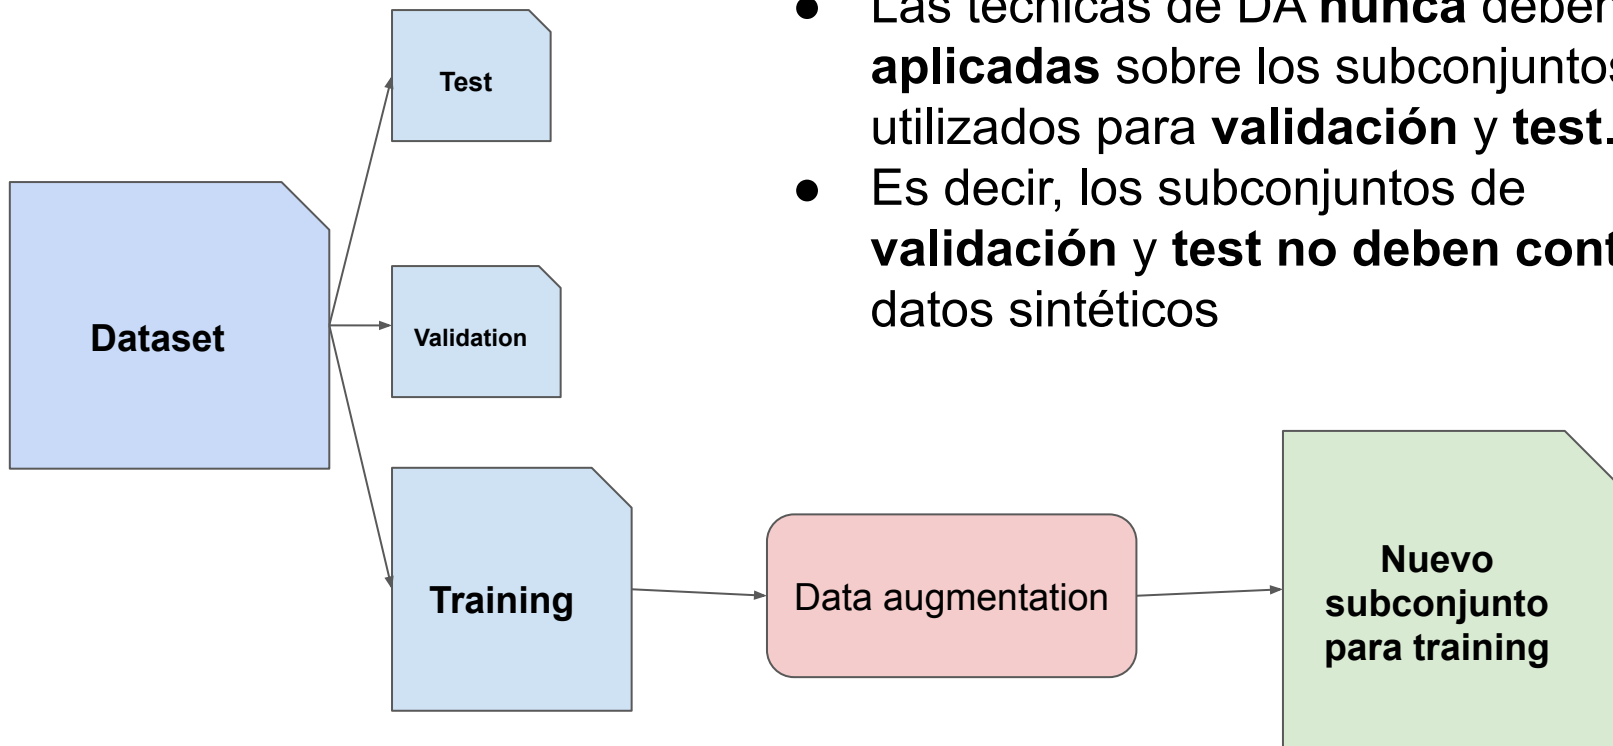 Test
● Las técnicas de DA nunca deben
aplicadas sobre los subconjuntos
utilizados para validación y test.
● Es decir, los subconjuntos de
validación y test no deben cont
datos sintéticos
Dataset
Validation
Training
Data augmentation
Nuevo
subconjunto
para training